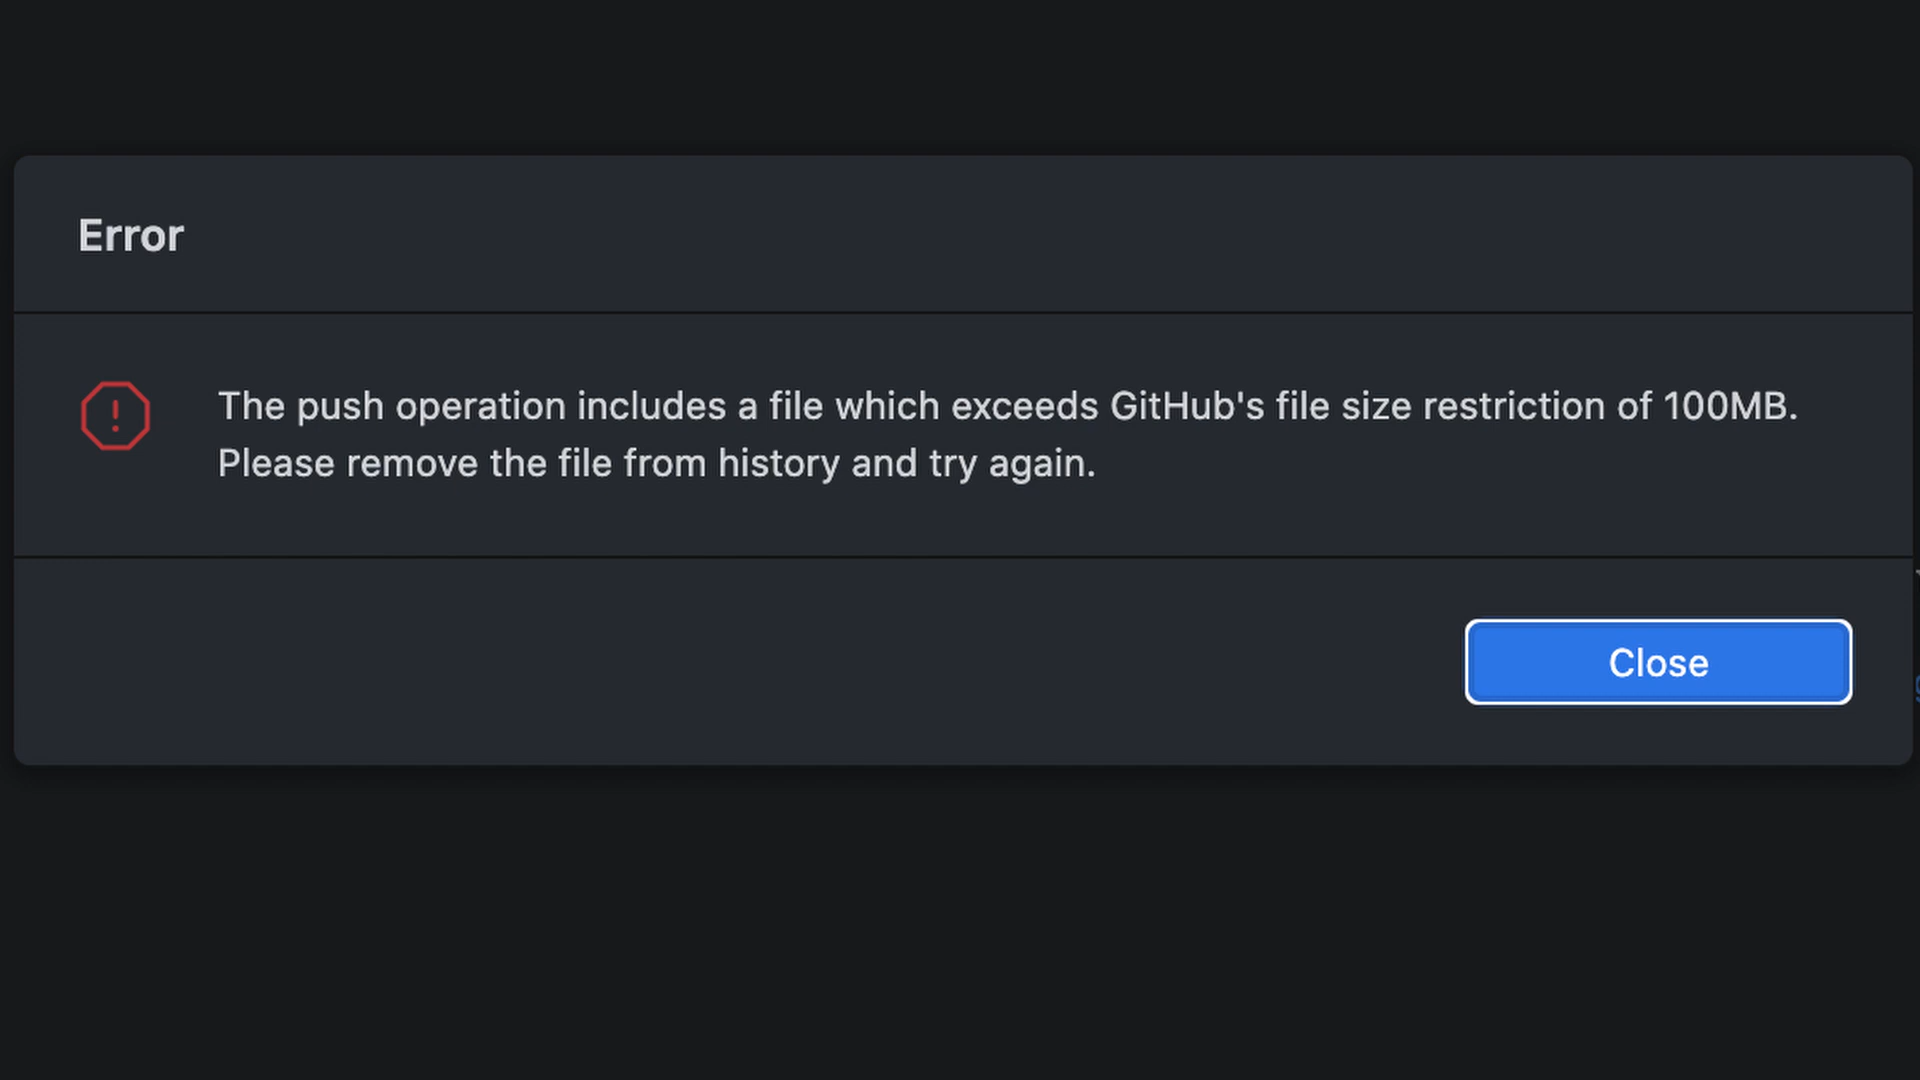 Error
The push operation includes a file which exceeds GitHub's file size restriction of 100MB.
Please remove the file from history and try again.
Close